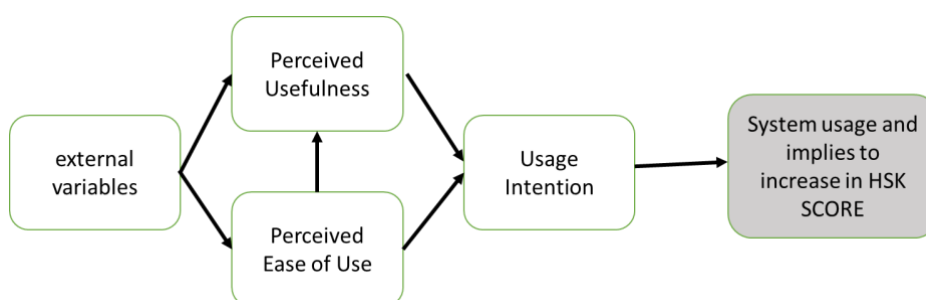 Perceived
Usefulness
external
variables
Perceived
Ease of Use
Usage
Intention
System usage and
implies to
increase in HSK
SCORE